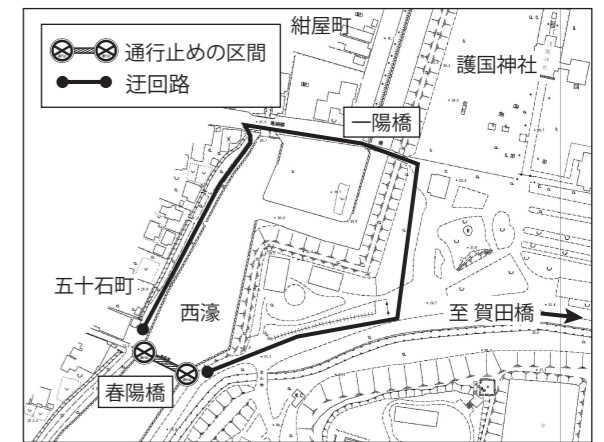 通行止めの区間
迂回路
紺屋町
護国神社
一陽橋
五十石町
西濠
至 賀田橋
春陽橋